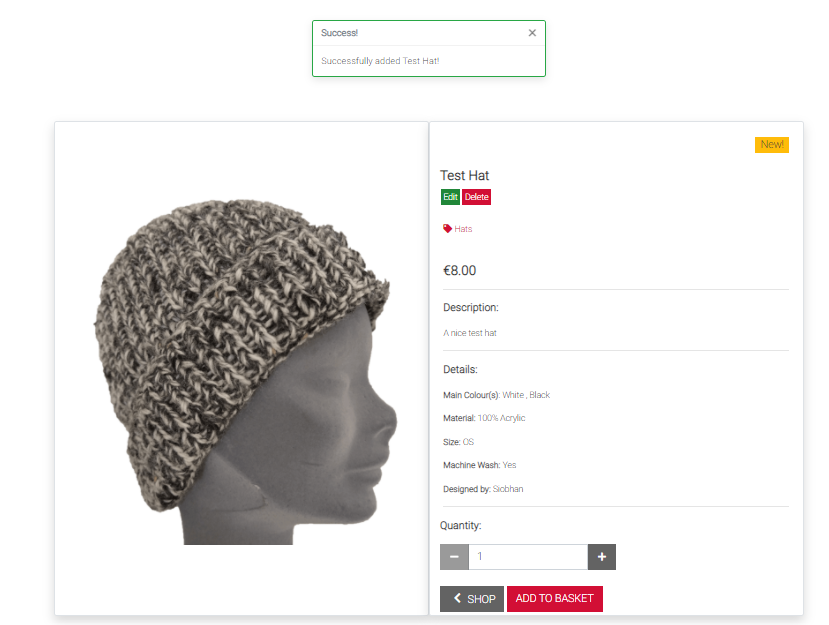 Success!
Successfully added Test Hat!
New!
Test Hat
Edit Delete
Hats
€8.00
Description:
A nice test hat
Details:
Main Colour(s): White , Black
Material: 100% Acrylic
Size: OS
Machine Wash: Yes
Designed by: Siobhan
Quantity:
1
SHOP ADD TO BASKET